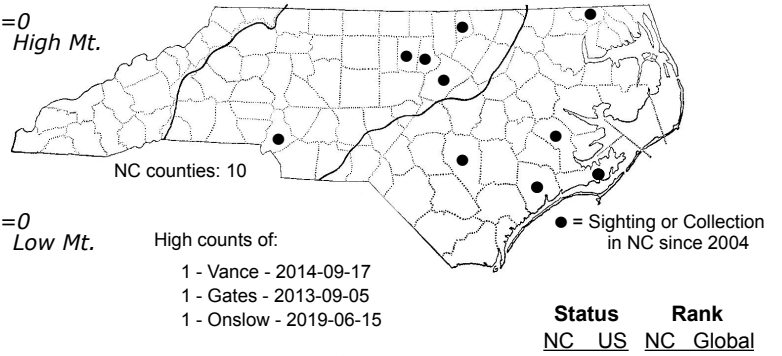 =0
High Mt.
NC counties: 10
=0
Low Mt.
High counts of:
1 - Vance - 2014-09-17
1 - Gates - 2013-09-05
1 - Onslow - 2019-06-15
● = Sighting or Collection
in NC since 2004
Status Rank
NC US NC Global